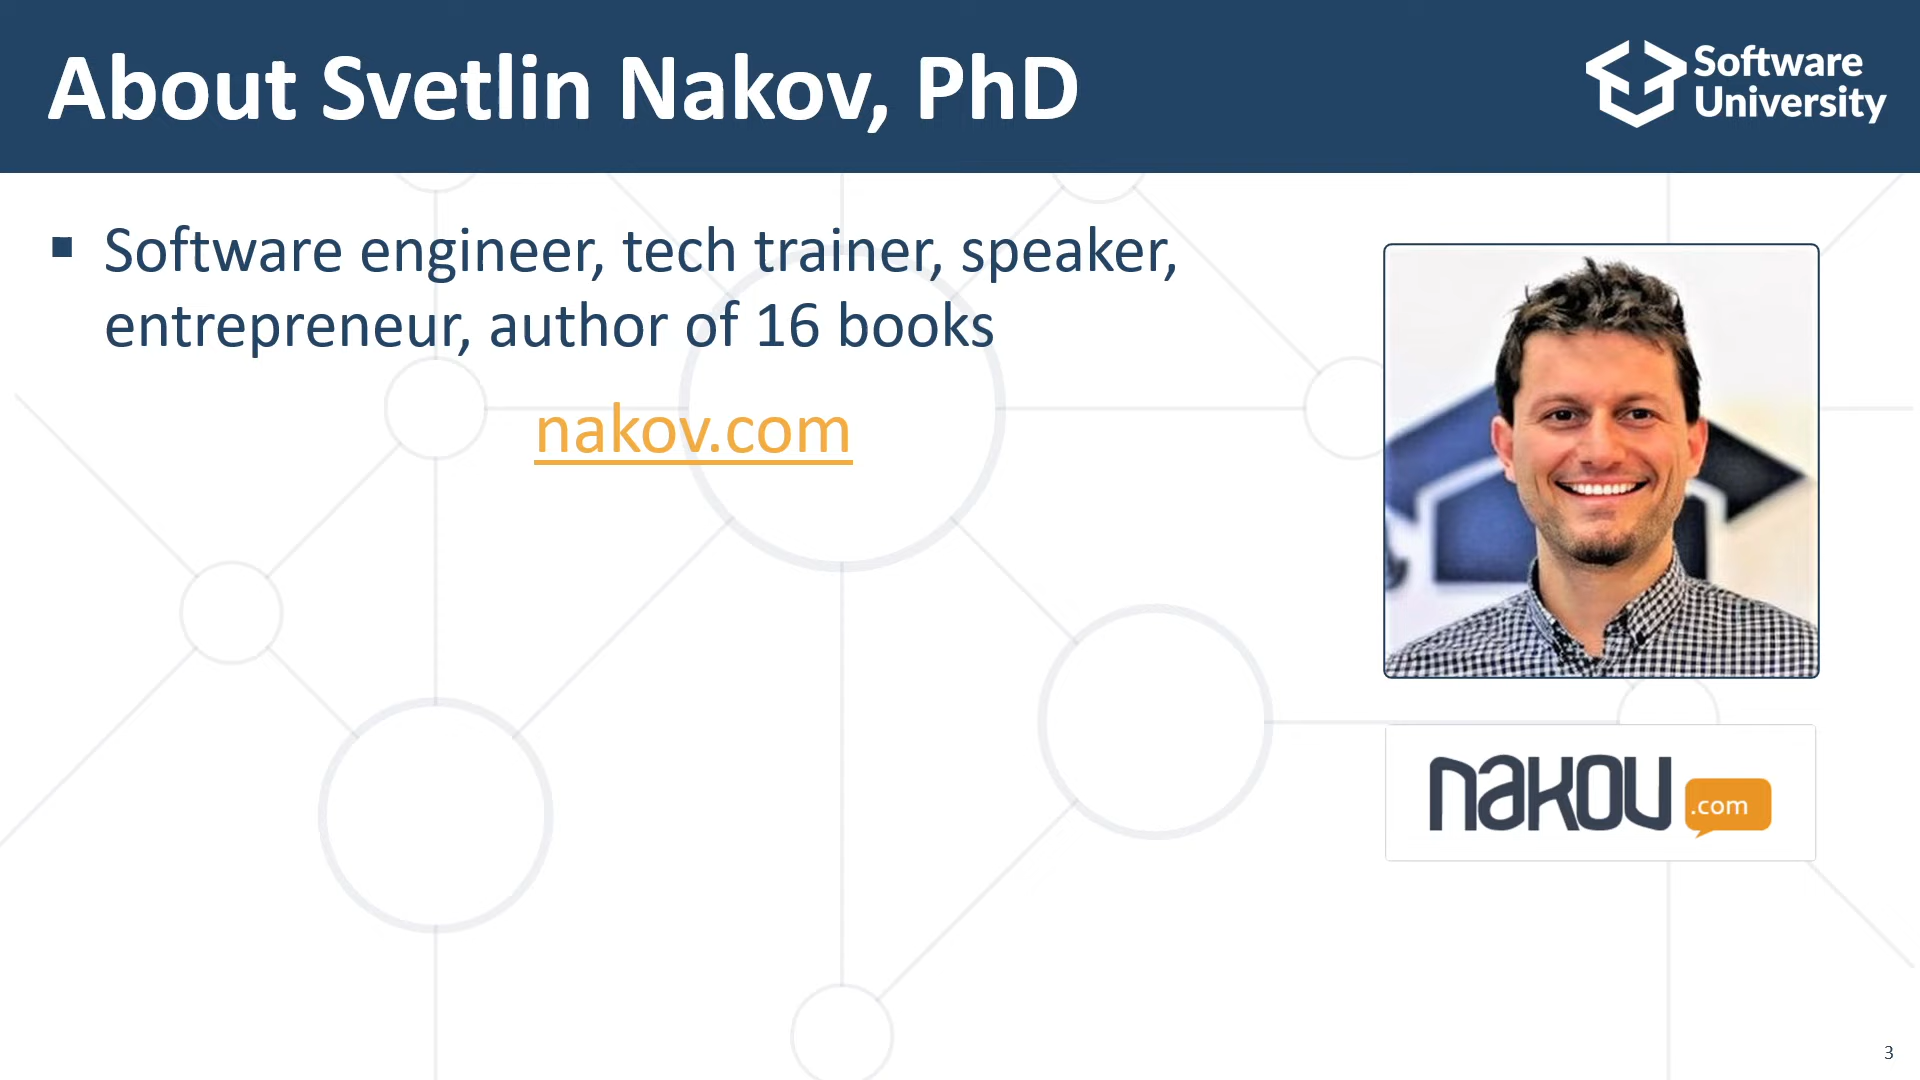 About Svetlin Nakov, PhD
Software
University
▪ Software engineer, tech trainer, speaker,
entrepreneur, author of 16 books
nakov.com
nakov .com
3